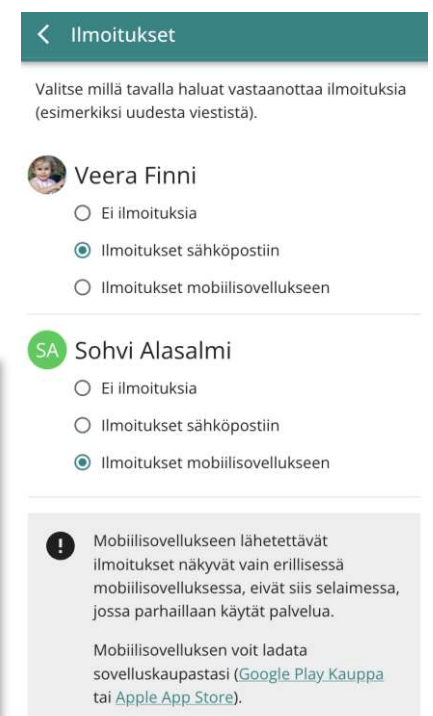 Ilmoitukset
Valitse millä tavalla haluat vastaanottaa ilmoituksia
(esimerkiksi uudesta viestistä).
Veera Finni
Ei ilmoituksia
Ilmoitukset sähköpostiin
Ilmoitukset mobiilisovellukseen
SA Sohvi Alasalmi
Ei ilmoituksia
Ilmoitukset sähköpostiin
Ilmoitukset mobiilisovellukseen
Mobiilisovellukseen lähetettävät
ilmoitukset näkyvät vain erillisessä
mobiilisovelluksessa, eivät siis selaimessa,
jossa parhaillaan käytät palvelua.
Mobiilisovelluksen voit ladata
sovelluskaupastasi (Google Play Kauppa
tai Apple App Store).